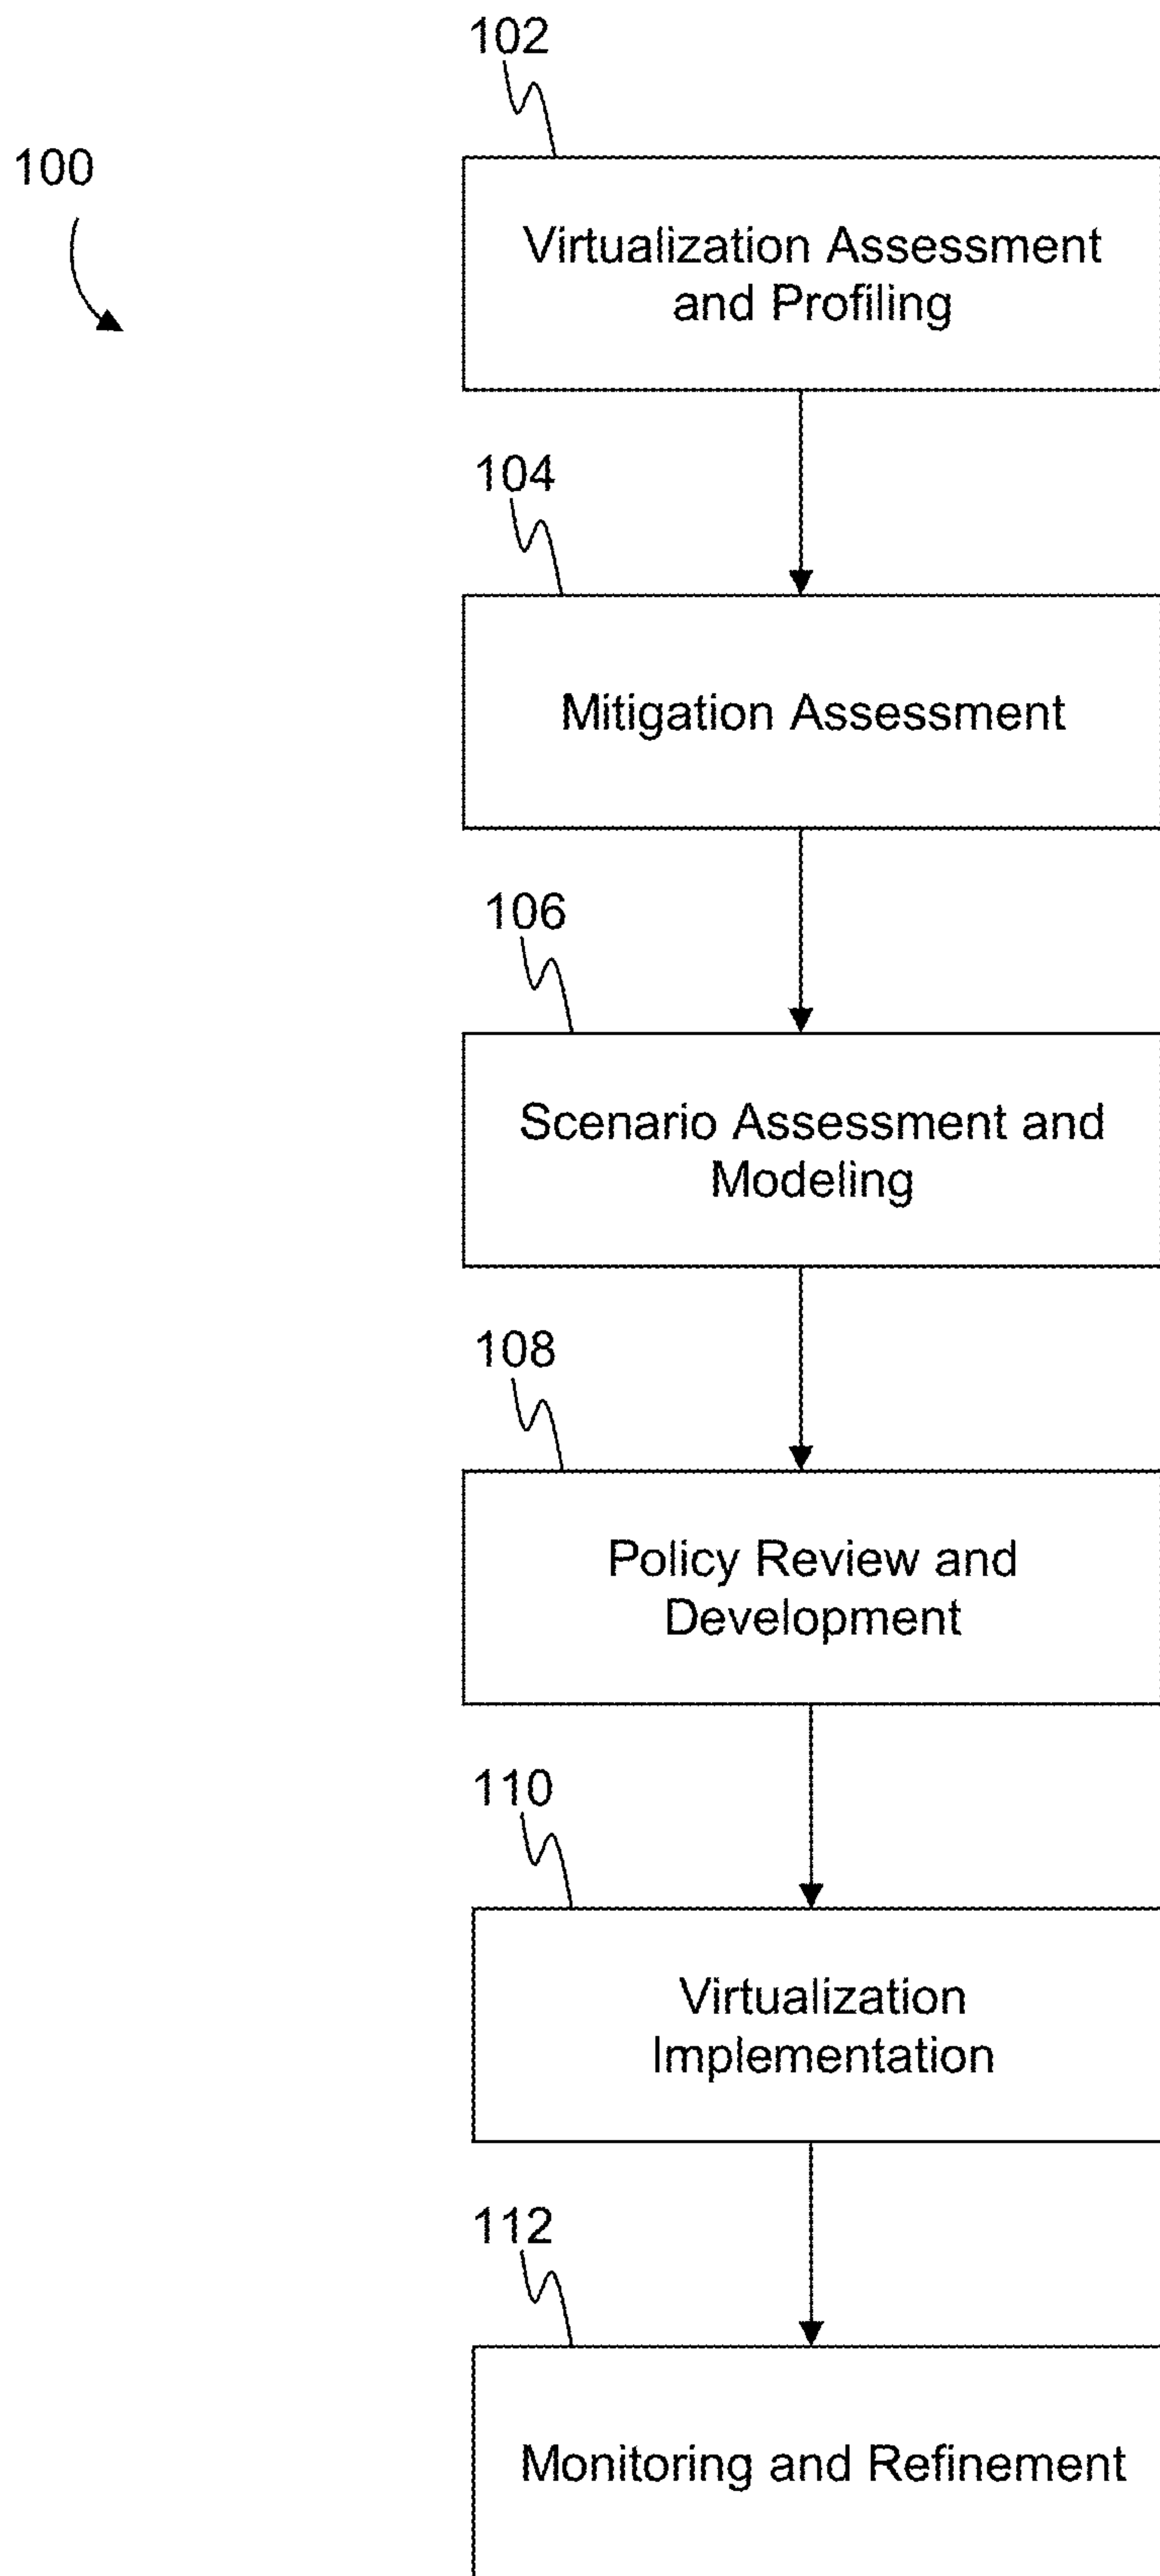 102
100
Virtualization Assessment
and Profiling
104
Mitigation Assessment
106
Scenario Assessment and
Modeling
108
Policy Review and
Development
110
Virtualization
Implementation
112
Monitoring and Refinement